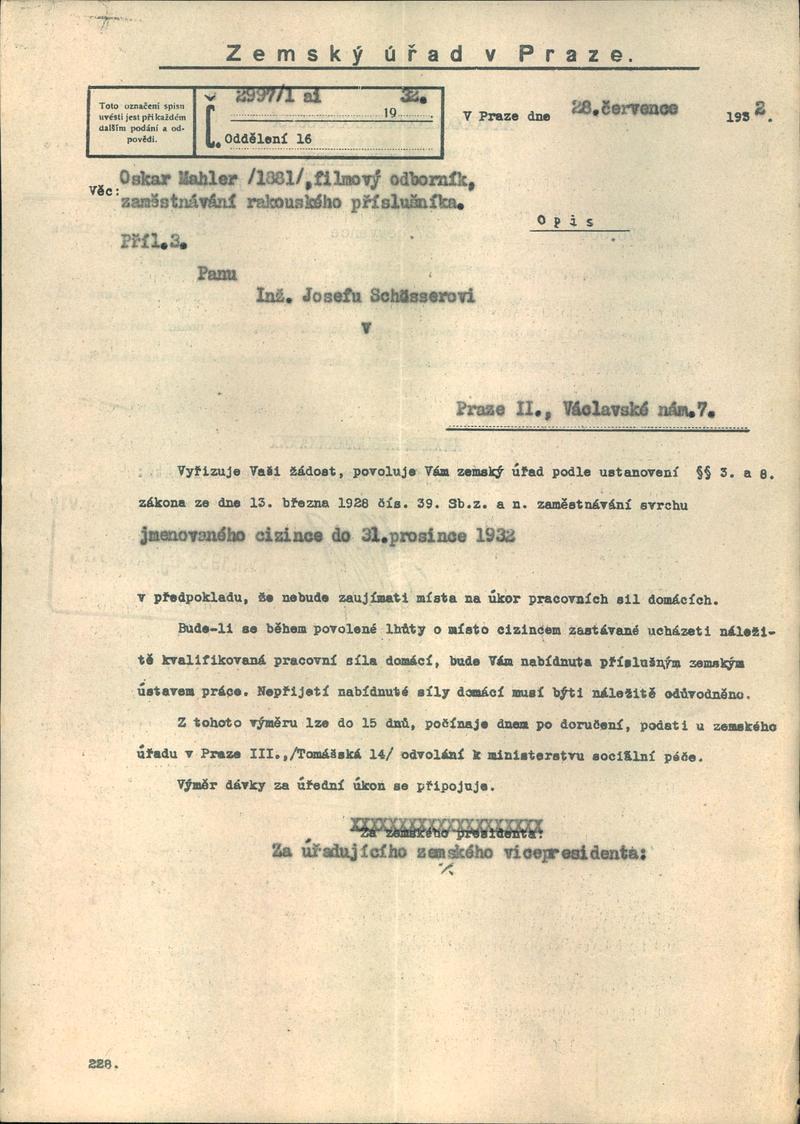 Zemský úřad v Praze.
Toto označení spisu
uvésti jest při každém
dalším podání a od-
povědi.
Č. 2997/1 ai 32.
19
Oddělení 16
V Praze dne 28.července 1932.
Věc: Oskar Mahler /1881/,filmový odborník,
zaměstnávání rakouského příslušníka.
Opis
Příl.3.
Panu
Inž. Josefu Schüsserovi
v
Praze II., Václavské nám.7.
Vyřizuje Vaši žádost, povoluje Vám zemský úřad podle ustanovení §§ 3. a 8.
zákona ze dne 13. března 1928 čís. 39. Sb.z. a n. zaměstnávání svrchu
jmenovaného cizince do 31.prosince 1932
v předpokladu, že nebude zaujímati místa na úkor pracovních sil domácích.
Bude-li se během povolené lhůty o místo cizincem zastávané ucházeti náleži-
tě kvalifikovaná pracovní síla domácí, bude Vám nabídnuta příslušným zemským
ústavem práce. Nepřijetí nabídnuté síly domácí musí býti náležitě odůvodněno.
Z tohoto výměru lze do 15 dnů, počínaje dnem po doručení, podati u zemského
úřadu v Praze III.,/Tomášská 14/ odvolání k ministerstvu sociální péče.
Výměr dávky za úřední úkon se připojuje.
Za zemského presidenta:
Za úřadujícího zemského vicepresidenta:
228.